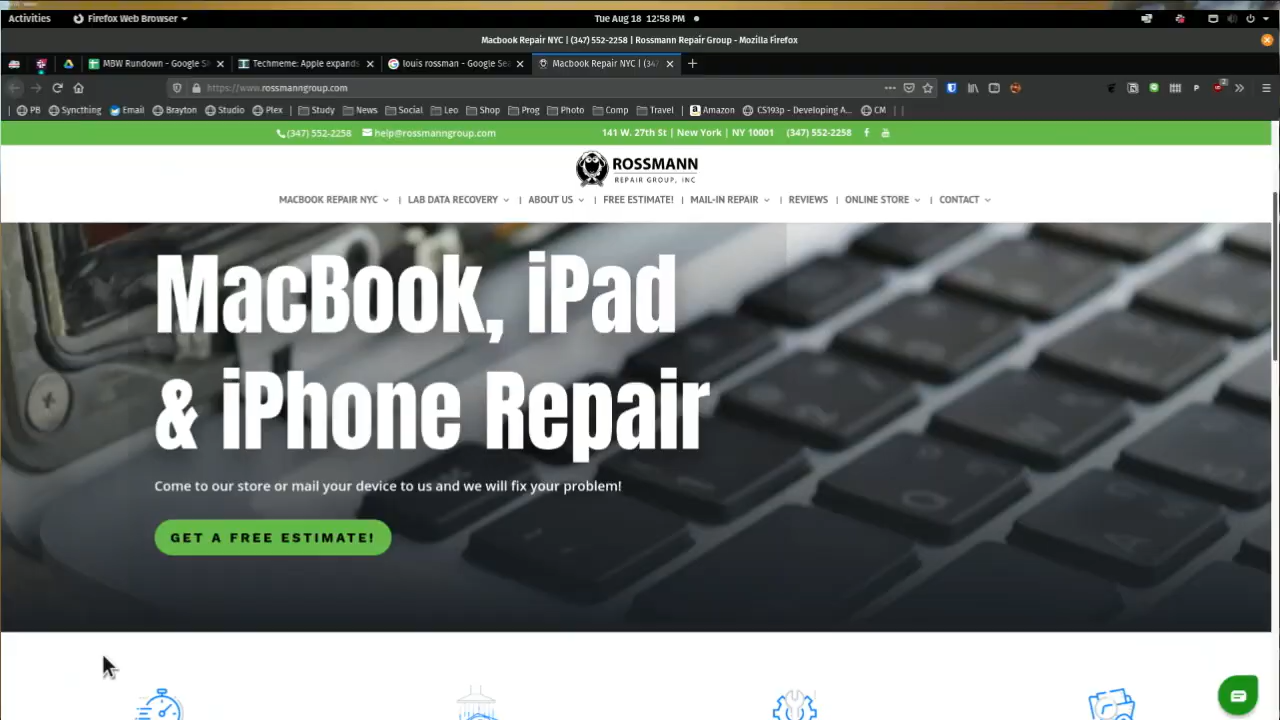 Activities
Firefox Web Browser
Tue Aug 18 12:58 PM
Macbook Repair NYC | (347) 552-2258 | Rossmann Repair Group - Mozilla Firefox
MBW Rundown - Google Sh
Techmeme: Apple expands
louis rossman - Google Sea
Macbook Repair NYC | (347
https://www.rossmanngroup.com
PB
Syncthing
Email
Brayton
Studio
Plex
Study
News
Social
Leo
Shop
Prog
Photo
Comp
Travel
Amazon
CS193p - Developing A...
CM
(347) 552-2258
help@rossmanngroup.com
141 W. 27th St | New York | NY 10001
(347) 552-2258
ROSSMANN
REPAIR GROUP, INC
MACBOOK REPAIR NYC
| LAB DATA RECOVERY
| ABOUT US
| FREE ESTIMATE!
| MAIL-IN REPAIR
| REVIEWS
| ONLINE STORE
| CONTACT
MacBook, iPad
& iPhone Repair
Come to our store or mail your device to us and we will fix your problem!
GET A FREE ESTIMATE!